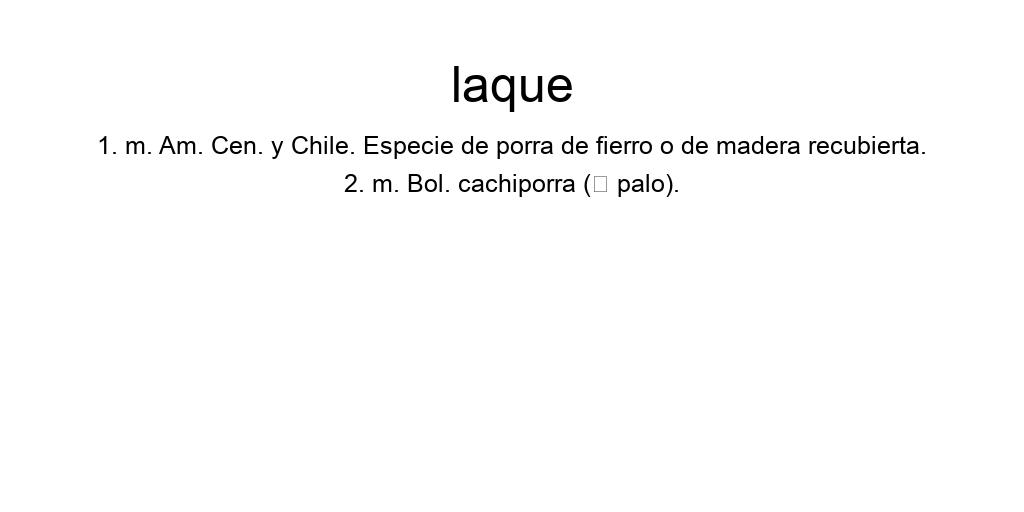 laque
1. m. Am. Cen. y Chile. Especie de porra de fierro o de madera recubierta.
2. m. Bol. cachiporra (□ palo).